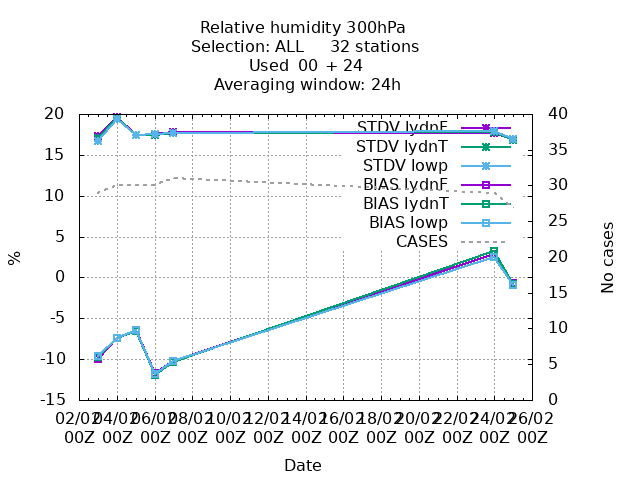 Relative humidity 300hPa
Selection: ALL 32 stations
Used 00 + 24
Averaging window: 24h
20
15
10
5
0
-5
-10
-15
%
40
35
30
25
20
15
10
5
0
No cases
STDV lydnF
STDV lydnT
STDV lowp
BIAS lydnF
BIAS lydnT
BIAS lowp
CASES
02/02 04/02 06/02 08/02 10/02 12/02 14/02 16/02 18/02 20/02 22/02 24/02 26/02
00Z 00Z 00Z 00Z 00Z 00Z 00Z 00Z 00Z 00Z 00Z 00Z 00Z
Date